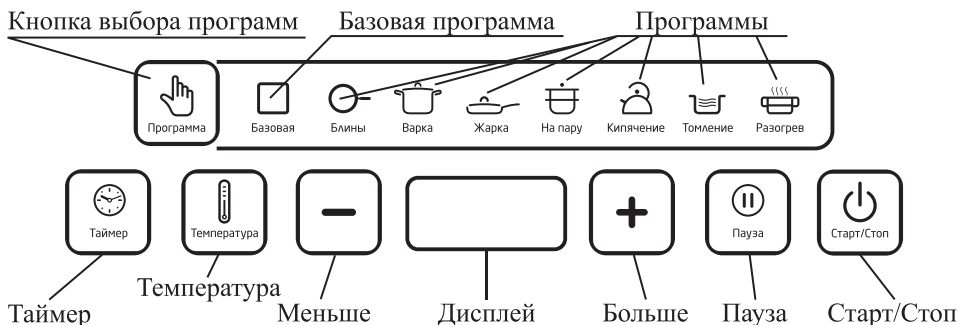 Кнопка выбора программ Базовая программа Программы
Программа Базовая Блины Варка Жарка На пару Кипячение Томление Разогрев
Таймер Температура Пауза Старт/Стоп
Температура
Таймер Меньше Дисплей Больше Пауза Старт/Стоп